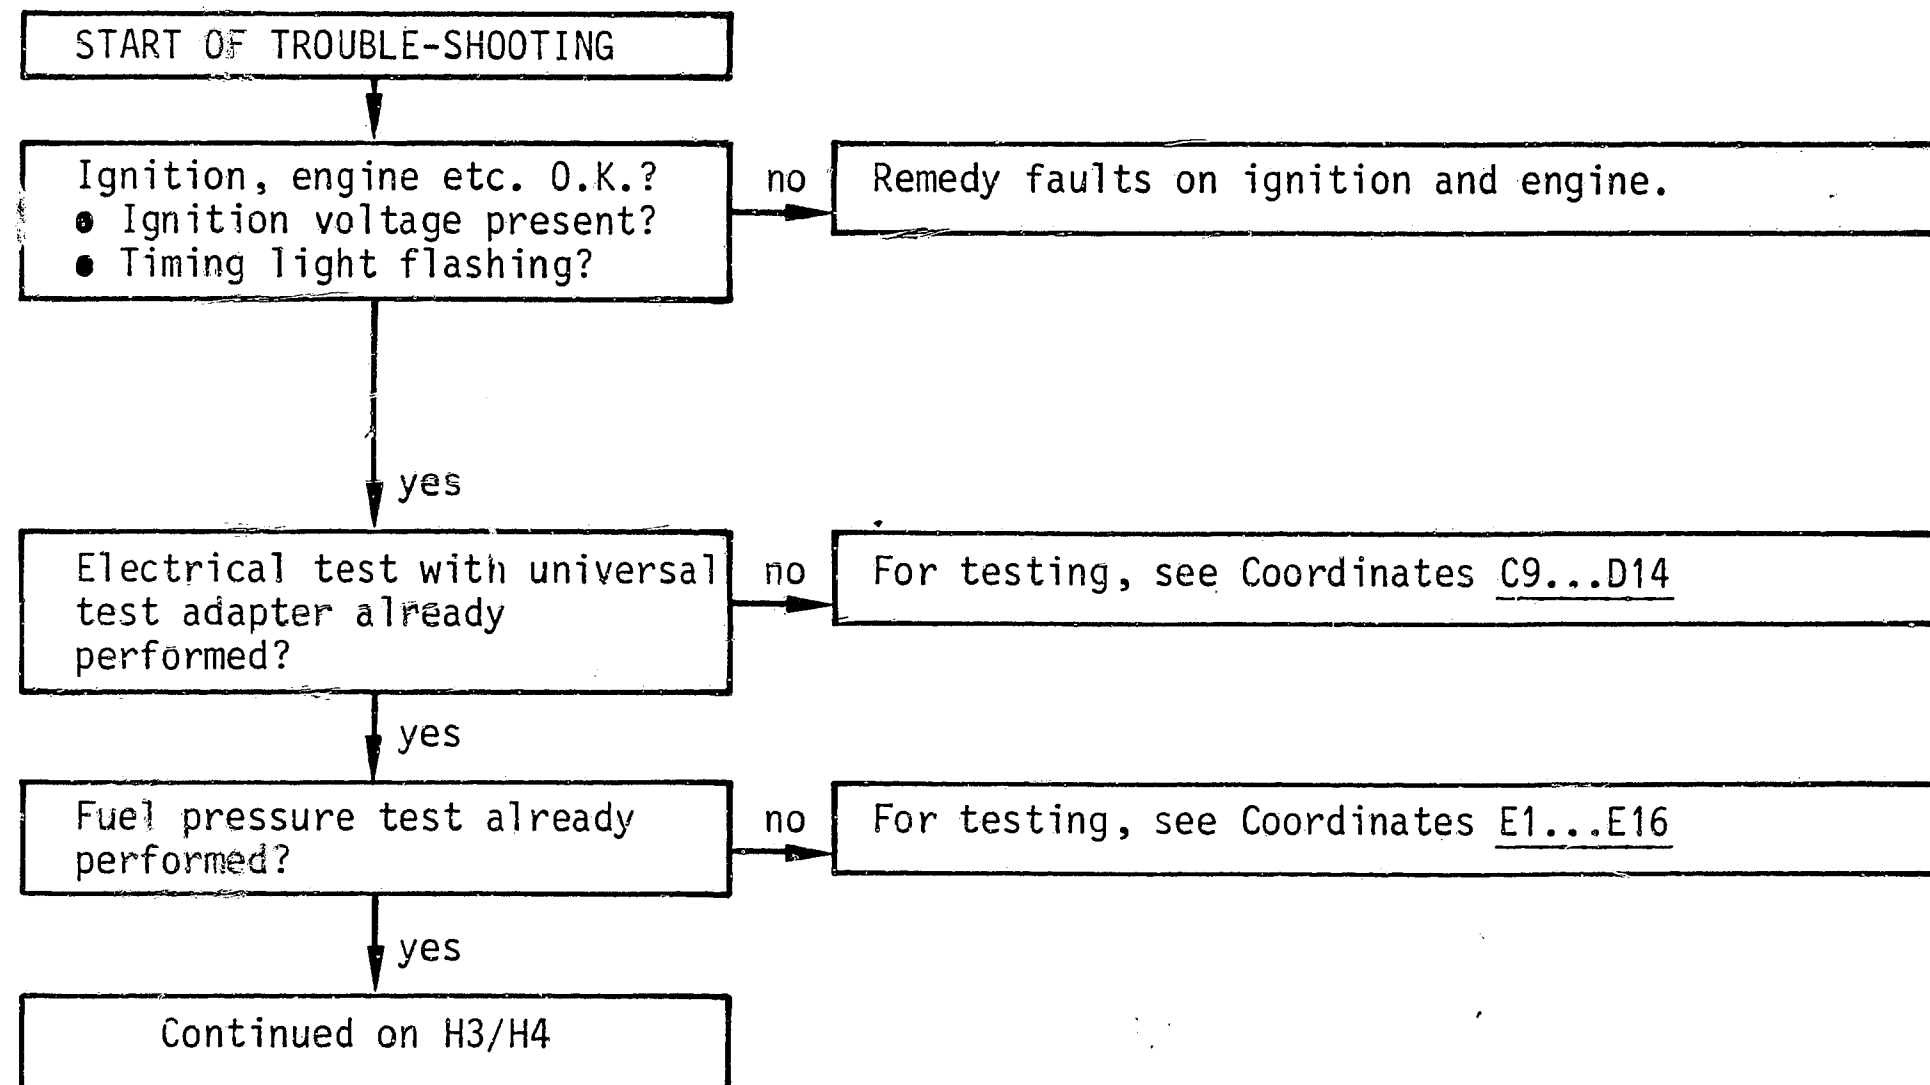 START OF TROUBLE-SHOOTING
Ignition, engine etc. O.K.?
● Ignition voltage present?
● Timing light flashing?
no
Remedy faults on ignition and engine.
yes
Electrical test with universal
test adapter already
performed?
no
For testing, see Coordinates C9...D14
yes
Fuel pressure test already
performed?
no
For testing, see Coordinates E1...E16
yes
Continued on H3/H4